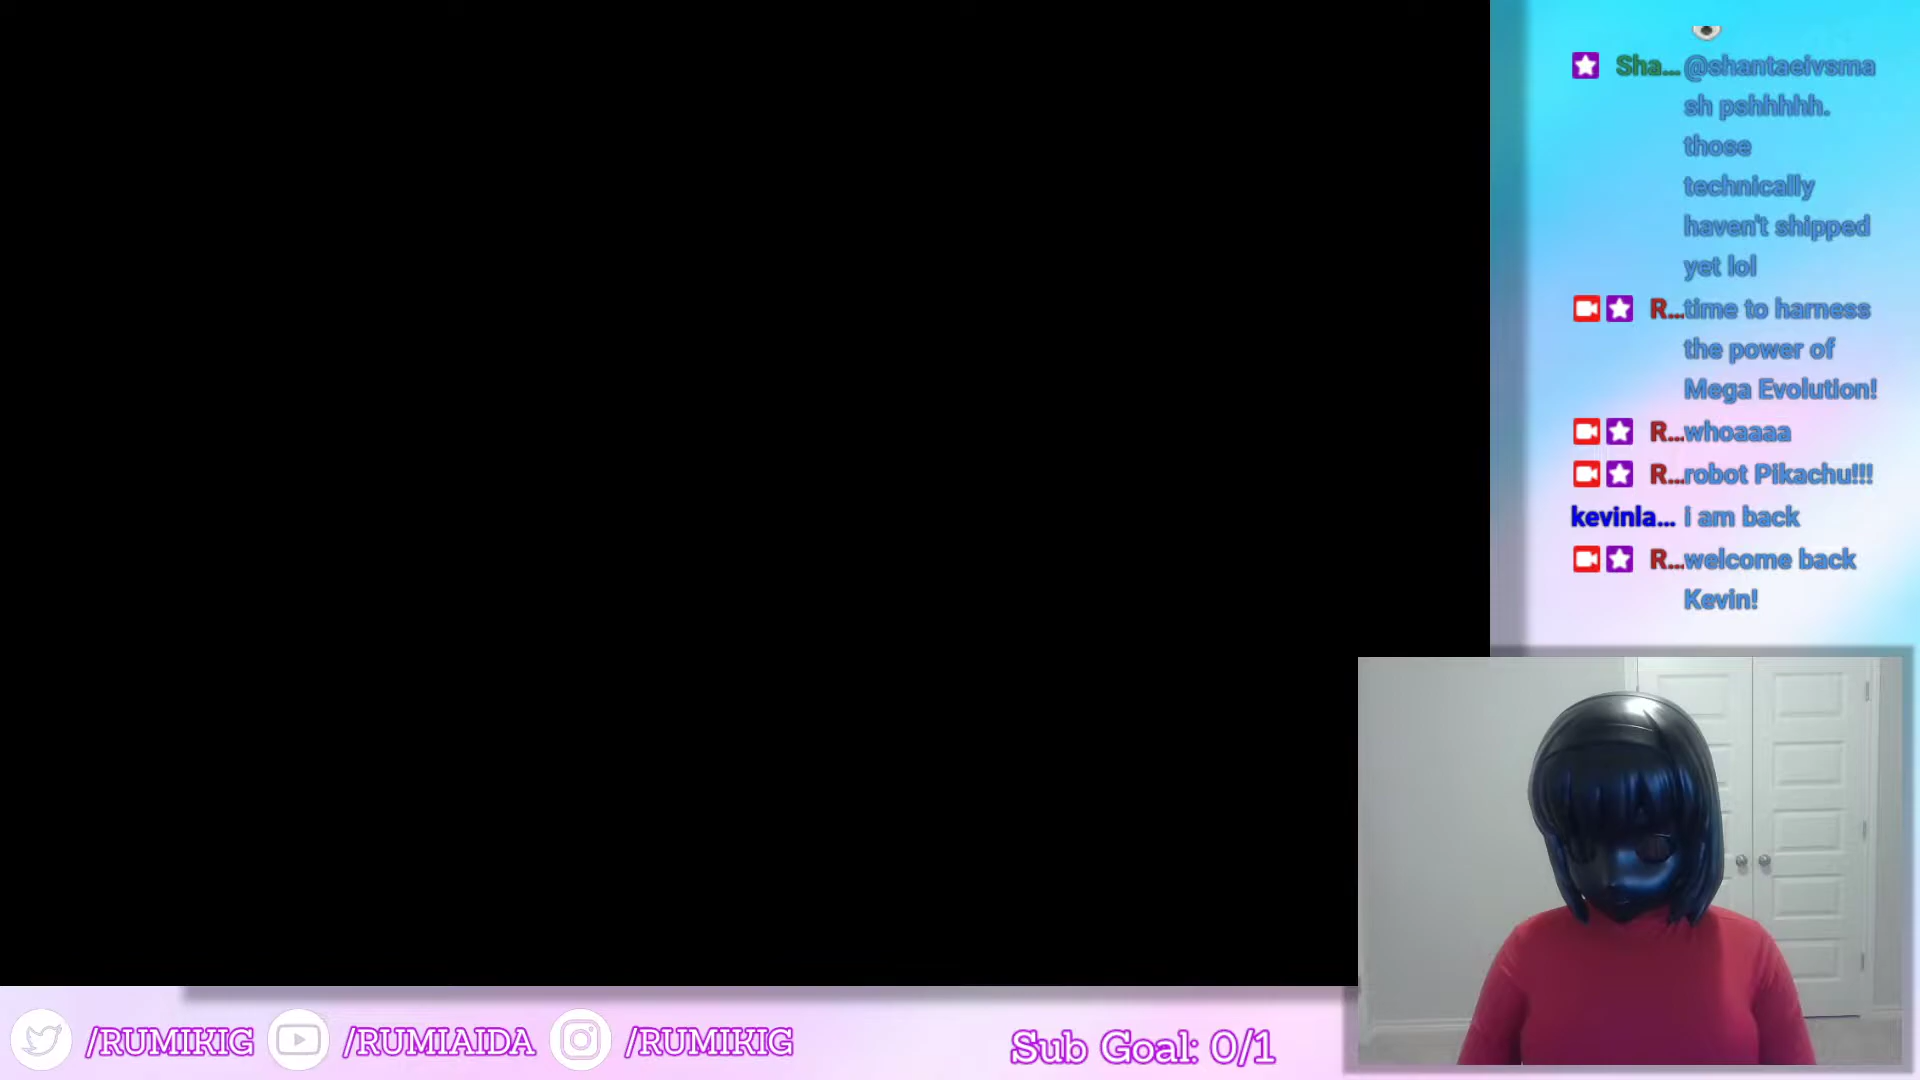 Sha... @shantaeivsma
sh pshhhhh.
those
technically
haven't shipped
yet lol
R... time to harness
the power of
Mega Evolution!
R... whoaaaa
R... robot Pikachu!!!
kevinla... i am back
R... welcome back
Kevin!
/RUMIKIG /RUMIAIDA /RUMIKIG
Sub Goal: 0/1